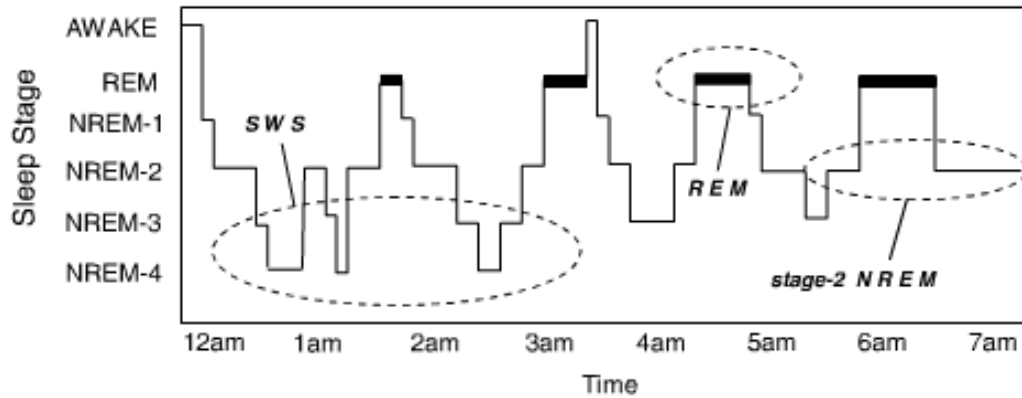 AWAKE
REM
NREM-1
NREM-2
NREM-3
NREM-4
Sleep Stage
SWS
REM
stage-2 NREM
12am 1am 2am 3am 4am 5am 6am 7am
Time